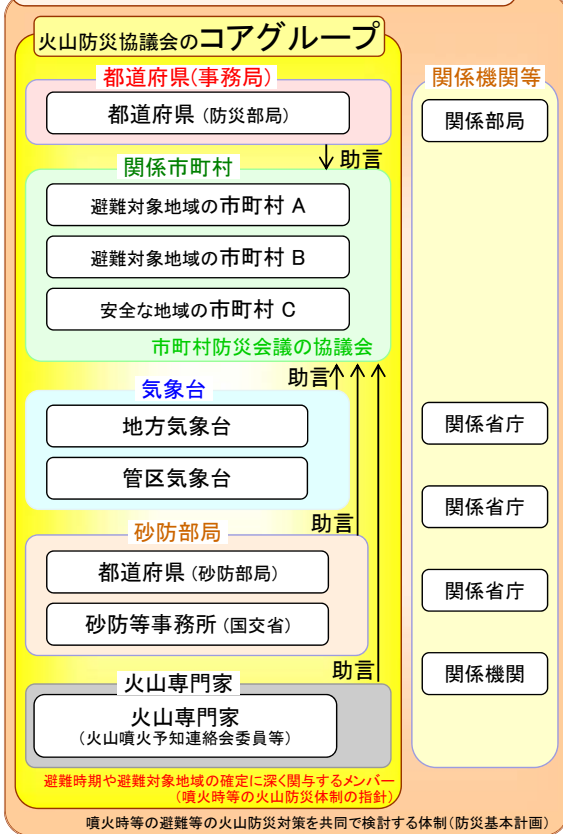 火山防災協議会のコアグループ
都道府県(事務局)
都道府県(防災部局)
助言
関係市町村
避難対象地域の市町村 A
避難対象地域の市町村 B
安全な地域の市町村 C
市町村防災会議の協議会
助言
気象台
地方気象台
管区気象台
助言
砂防部局
都道府県(砂防部局)
砂防等事務所(国交省)
助言
火山専門家
火山専門家
(火山噴火予知連絡会委員等)
避難時期や避難対象地域の確定に深く関与するメンバー
(噴火時等の火山防災体制の指針)
関係機関等
関係部局
関係省庁
関係省庁
関係省庁
関係機関
噴火時等の避難等の火山防災対策を共同で検討する体制(防災基本計画)